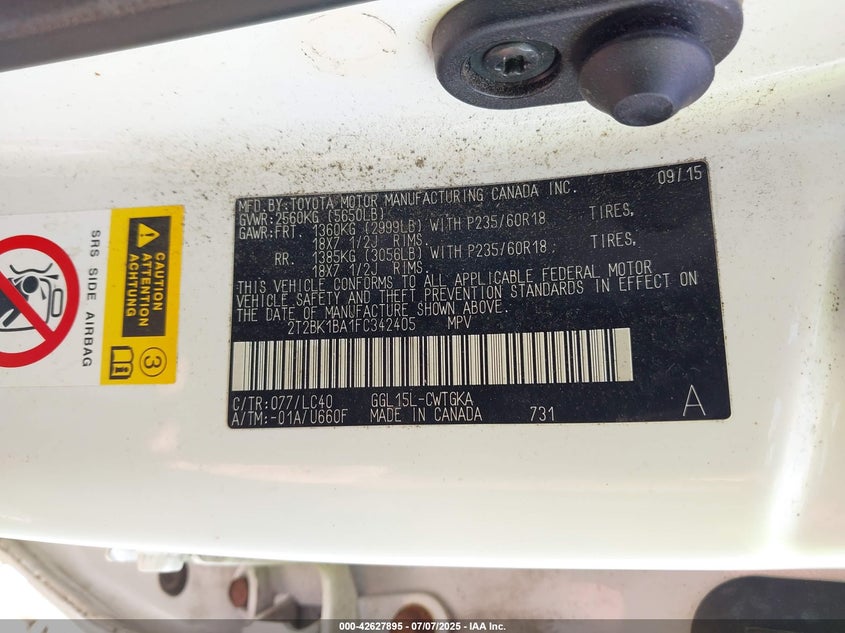 MFD.BY:TOYOTA MOTOR MANUFACTURING CANADA INC. 09/15
GVWR:2560KG (5650LB)
GAWR:FRT. 1360KG (2999LB) WITH P235/60R18 TIRES,
18X7 1/2J RIMS.
RR. 1385KG (3056LB) WITH P235/60R18 TIRES,
18X7 1/2J RIMS.
THIS VEHICLE CONFORMS TO ALL APPLICABLE FEDERAL MOTOR
VEHICLE SAFETY AND THEFT PREVENTION STANDARDS IN EFFECT ON
THE DATE OF MANUFACTURE SHOWN ABOVE.
2T2BK1BA1FC342405 MPV
C/TR:077/LC40 GGL15L-CWTGKA
A/TM:-01A/U660F MADE IN CANADA 731 A
CAUTION
ATTENTION
ACHTUNG
3
SRS SIDE AIRBAG
000-42627895 - 07/07/2025 - IAA Inc.